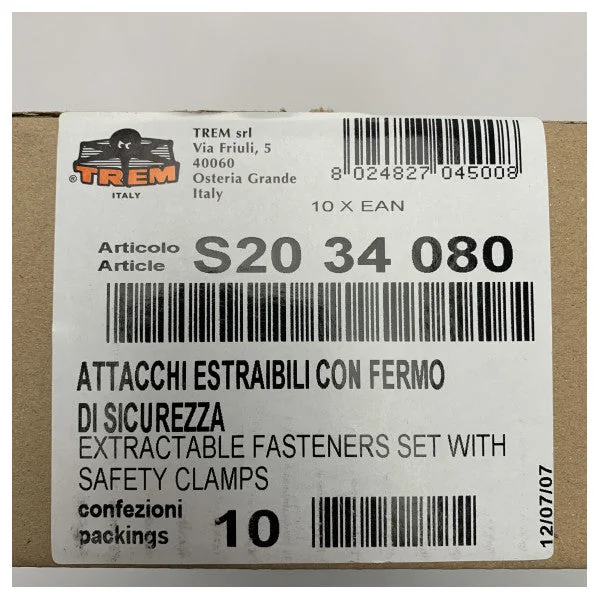 TREM
®
ITALY
TREM srl
Via Friuli, 5
40060
Osteria Grande
Italy
8 024827 045008
10 X EAN
Articolo
Article
S20 34 080
ATTACCHI ESTRAIBILI CON FERMO
DI SICUREZZA
EXTRACTABLE FASTENERS SET WITH
SAFETY CLAMPS
confezioni
packings
10
12/07/07